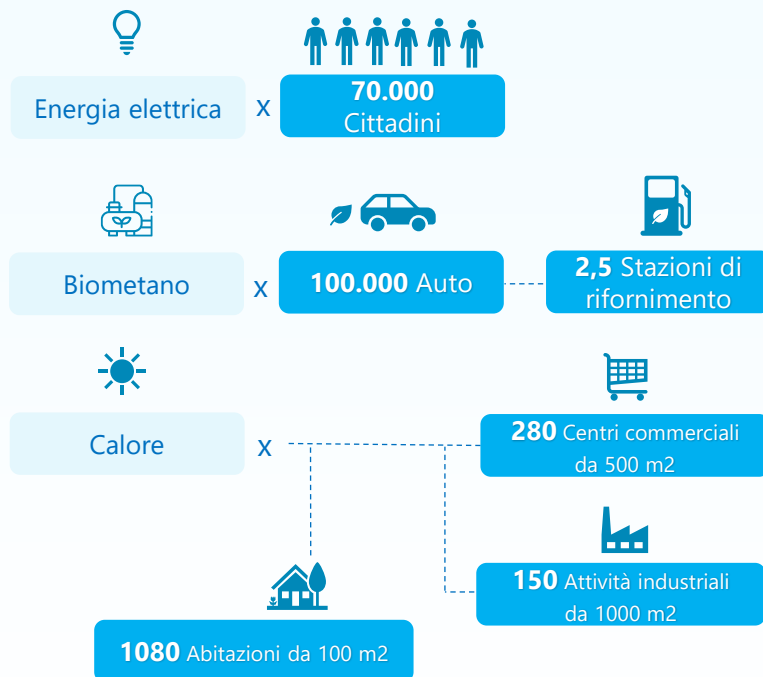 Energia elettrica
x
70.000
Cittadini
Biometano
x
100.000 Auto
2,5 Stazioni di
rifornimento
Calore
x
280 Centri commerciali
da 500 m2
150 Attività industriali
da 1000 m2
1080 Abitazioni da 100 m2